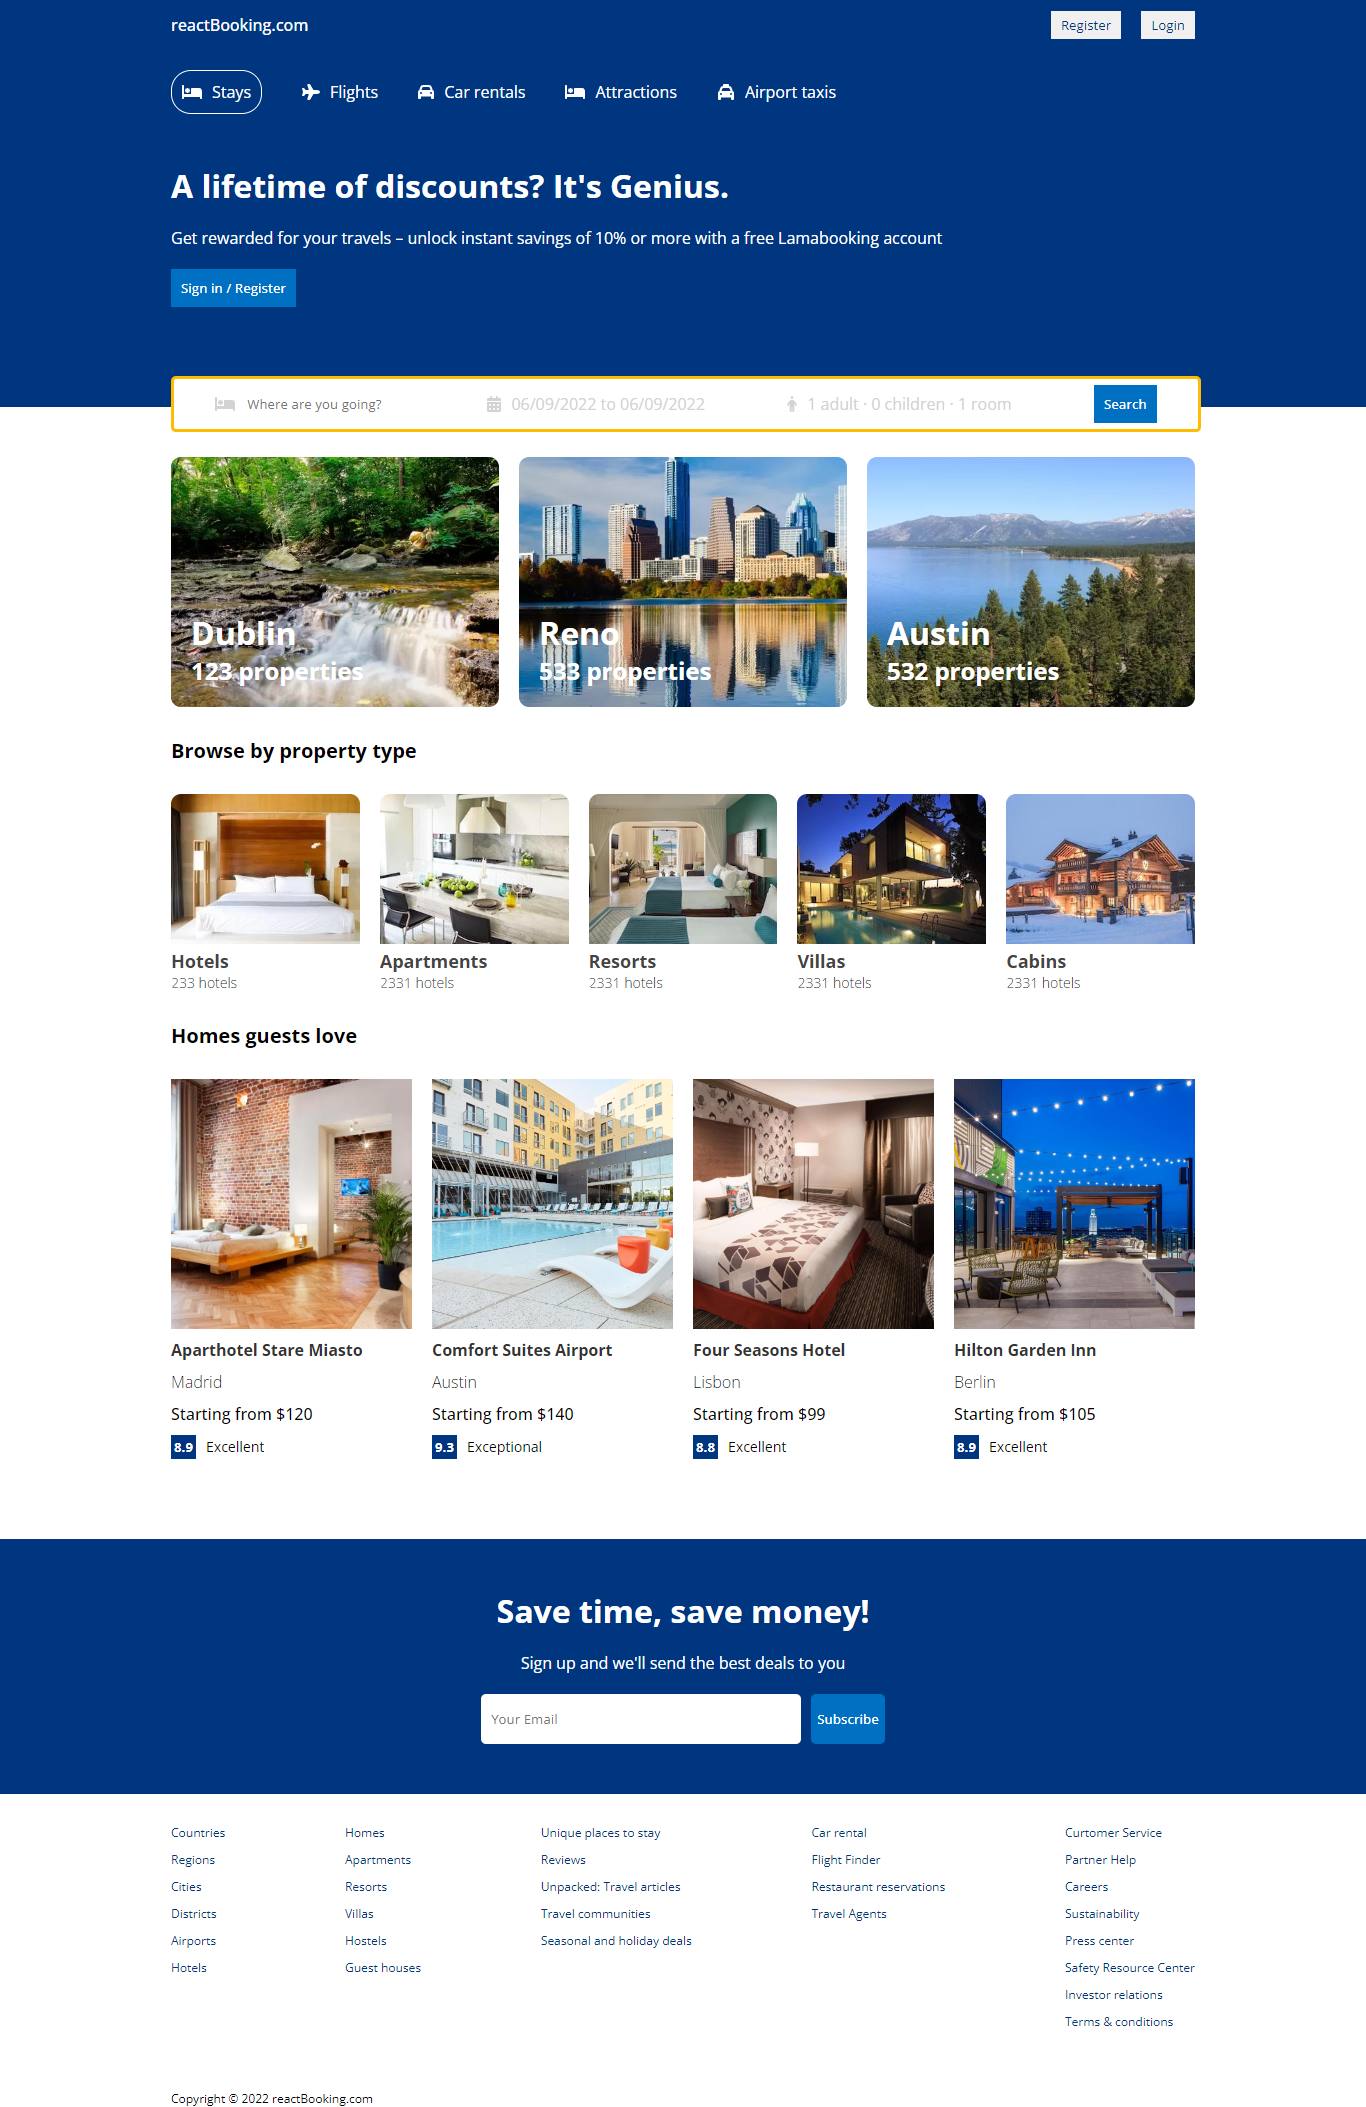 reactBooking.com
Register
Login
Stays
Flights
Car rentals
Attractions
Airport taxis
A lifetime of discounts? It's Genius.
Get rewarded for your travels – unlock instant savings of 10% or more with a free Lamabooking account
Sign in / Register
Where are you going?
06/09/2022 to 06/09/2022
1 adult · 0 children · 1 room
Search
Dublin
123 properties
Reno
533 properties
Austin
532 properties
Browse by property type
Hotels
233 hotels
Apartments
2331 hotels
Resorts
2331 hotels
Villas
2331 hotels
Cabins
2331 hotels
Homes guests love
Aparthotel Stare Miasto
Madrid
Starting from $120
8.9 Excellent
Comfort Suites Airport
Austin
Starting from $140
9.3 Exceptional
Four Seasons Hotel
Lisbon
Starting from $99
8.8 Excellent
Hilton Garden Inn
Berlin
Starting from $105
8.9 Excellent
Save time, save money!
Sign up and we'll send the best deals to you
Your Email
Subscribe
Countries
Regions
Cities
Districts
Airports
Hotels
Homes
Apartments
Resorts
Villas
Hostels
Guest houses
Unique places to stay
Reviews
Unpacked: Travel articles
Travel communities
Seasonal and holiday deals
Car rental
Flight Finder
Restaurant reservations
Travel Agents
Curtomer Service
Partner Help
Careers
Sustainability
Press center
Safety Resource Center
Investor relations
Terms & conditions
Copyright © 2022 reactBooking.com